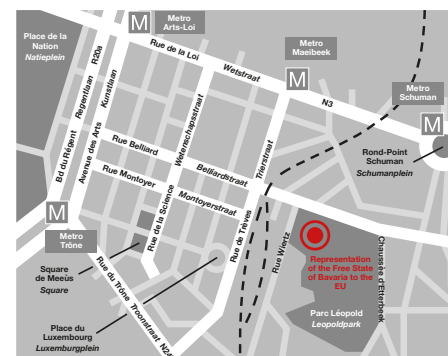 Place de la
Nation
Natieplein
R20a
Regentlaan
Bd du Régent
Kunstlaan
Avenue des Arts
M
Metro
Arts-Loi
Rue de la Loi
Wetstraat
Metro
Maeibeek
M
N3
Metro
Schuman
M
Rond-Point
Schuman
Schumanplein
Wetenschapsstraat
Rue de la Science
Trierstraat
Rue de Trèves
Rue Belliard
Belliardstraat
Rue Montoyer
Montoyerstraat
M
Metro
Trône
Square
de Meeûs
Square
Rue du Trône
Troonstraat
N24
Place du
Luxembourg
Luxemburgplein
Rue Wiertz
Representation
of the Free State
of Bavaria to the
EU
Parc Léopold
Leopoldpark
Chaussée d'Etterbeek